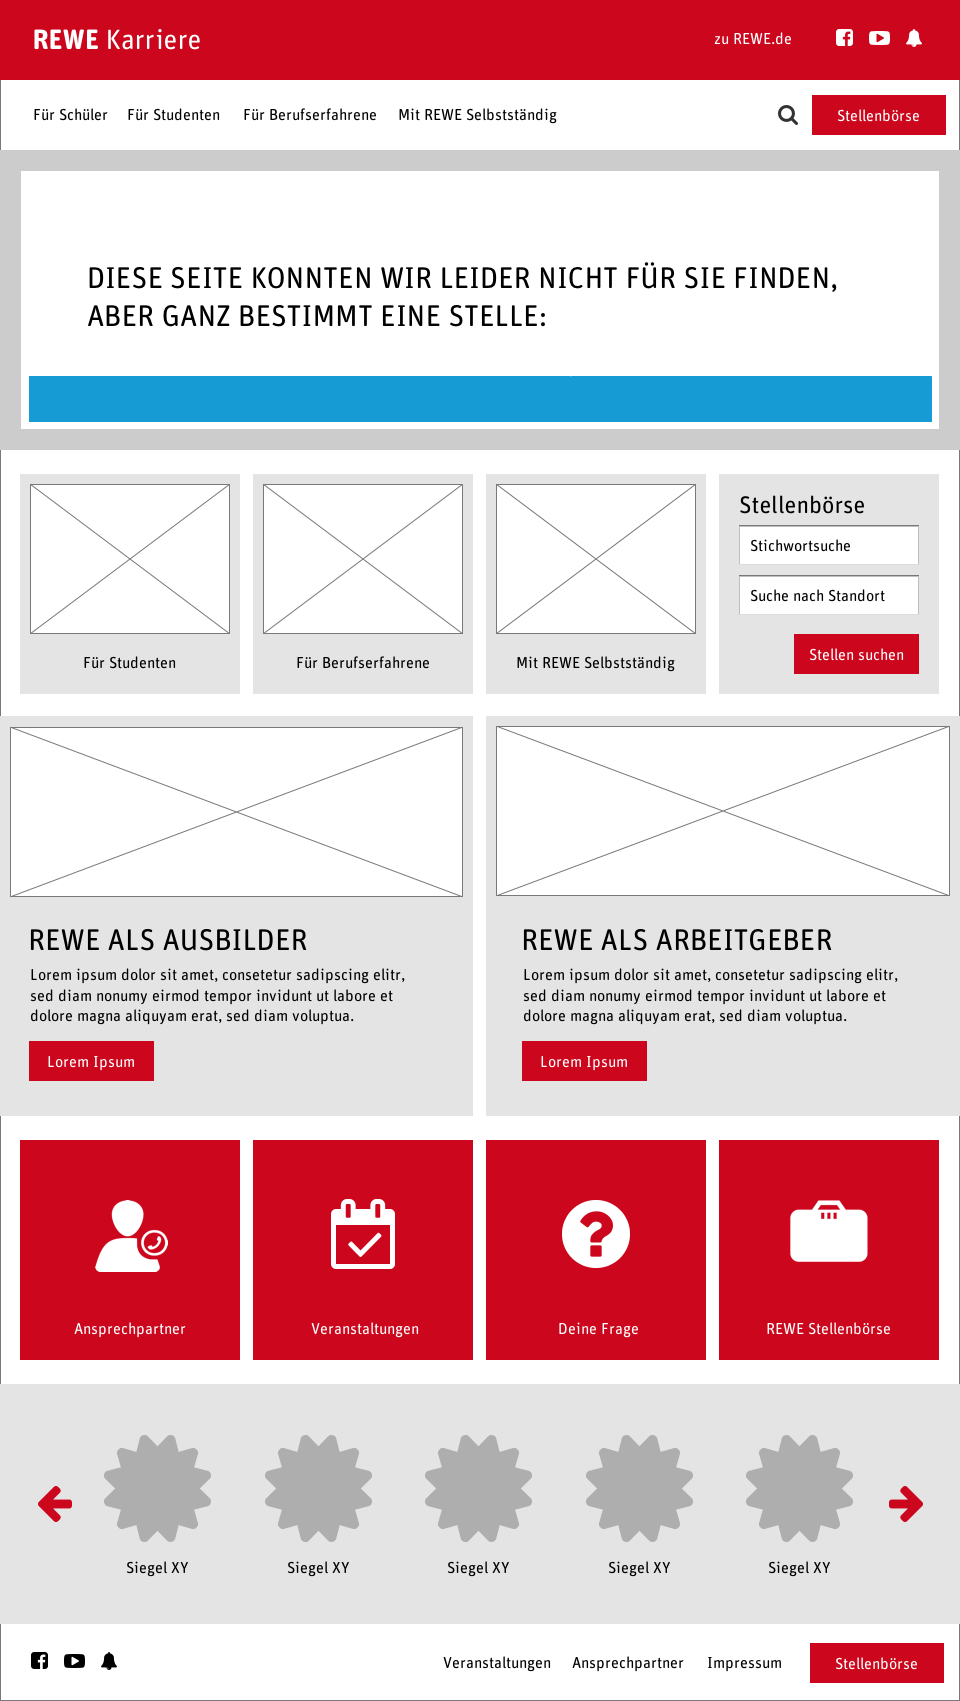 REWE Karriere
zu REWE.de
Für Schüler
Für Studenten
Für Berufserfahrene
Mit REWE Selbstständig
Stellenbörse
DIESE SEITE KONNTEN WIR LEIDER NICHT FÜR SIE FINDEN,
ABER GANZ BESTIMMT EINE STELLE:
Für Studenten
Für Berufserfahrene
Mit REWE Selbstständig
Stellenbörse
Stichwortsuche
Suche nach Standort
Stellen suchen
REWE ALS AUSBILDER
Lorem ipsum dolor sit amet, consetetur sadipscing elitr,
sed diam nonumy eirmod tempor invidunt ut labore et
dolore magna aliquyam erat, sed diam voluptua.
Lorem Ipsum
REWE ALS ARBEITGEBER
Lorem ipsum dolor sit amet, consetetur sadipscing elitr,
sed diam nonumy eirmod tempor invidunt ut labore et
dolore magna aliquyam erat, sed diam voluptua.
Lorem Ipsum
Ansprechpartner
Veranstaltungen
Deine Frage
REWE Stellenbörse
Siegel XY
Siegel XY
Siegel XY
Siegel XY
Siegel XY
Veranstaltungen
Ansprechpartner
Impressum
Stellenbörse